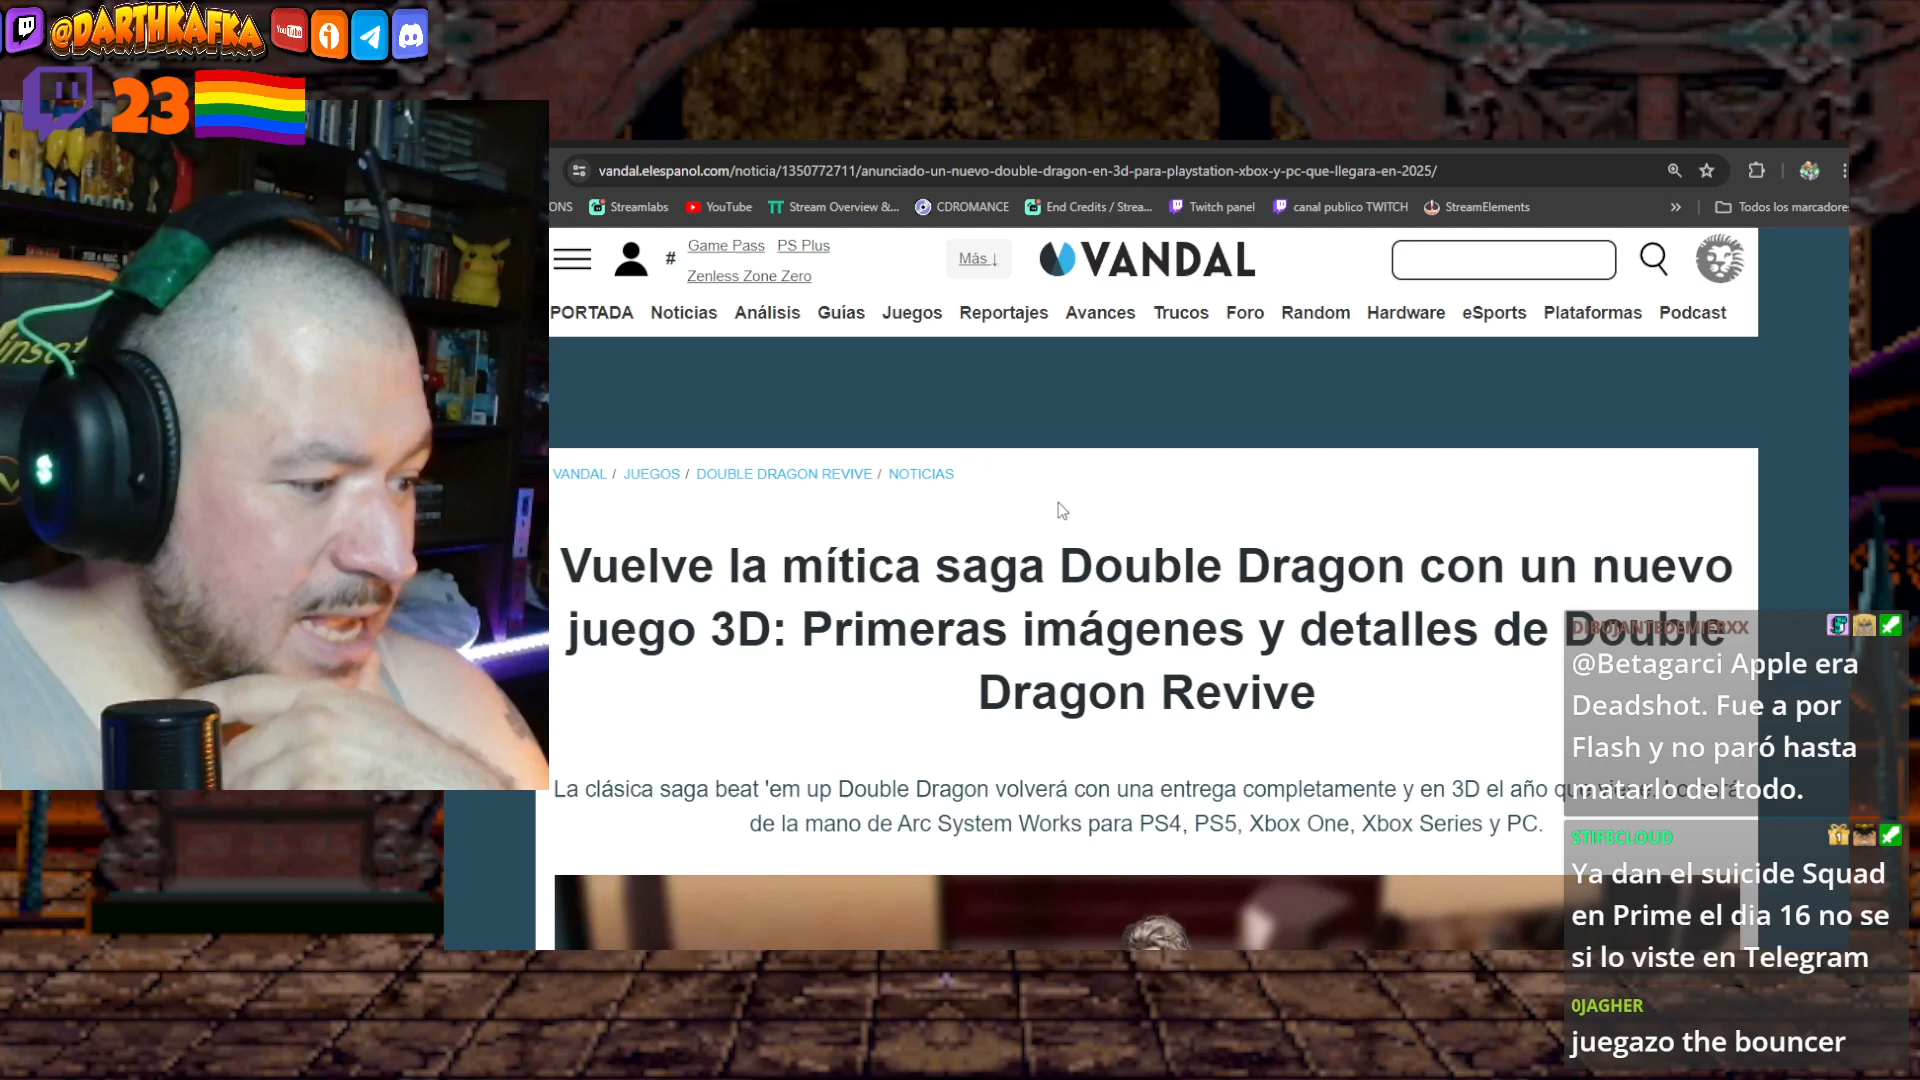 @DARTHKAFKA
YouTube
23
vandal.elespanol.com/noticia/1350772711/anunciado-un-nuevo-double-dragon-en-3d-para-playstation-xbox-y-pc-que-llegara-en-2025/
ONS Streamlabs YouTube Stream Overview &... CDROMANCE End Credits / Strea... Twitch panel canal publico TWITCH StreamElements » Todos los marcadore
# Game Pass PS Plus
Zenless Zone Zero
Más ↓
VANDAL
PORTADA Noticias Análisis Guías Juegos Reportajes Avances Trucos Foro Random Hardware eSports Plataformas Podcast
VANDAL / JUEGOS / DOUBLE DRAGON REVIVE / NOTICIAS
Vuelve la mítica saga Double Dragon con un nuevo
juego 3D: Primeras imágenes y detalles de Double
Dragon Revive
La clásica saga beat 'em up Double Dragon volverá con una entrega completamente y en 3D el año
de la mano de Arc System Works para PS4, PS5, Xbox One, Xbox Series y PC.
@Betagarci Apple era
Deadshot. Fue a por
Flash y no paró hasta
matarlo del todo.
STIFECLOUD
Ya dan el suicide Squad
en Prime el dia 16 no se
si lo viste en Telegram
0JAGHER
juegazo the bouncer